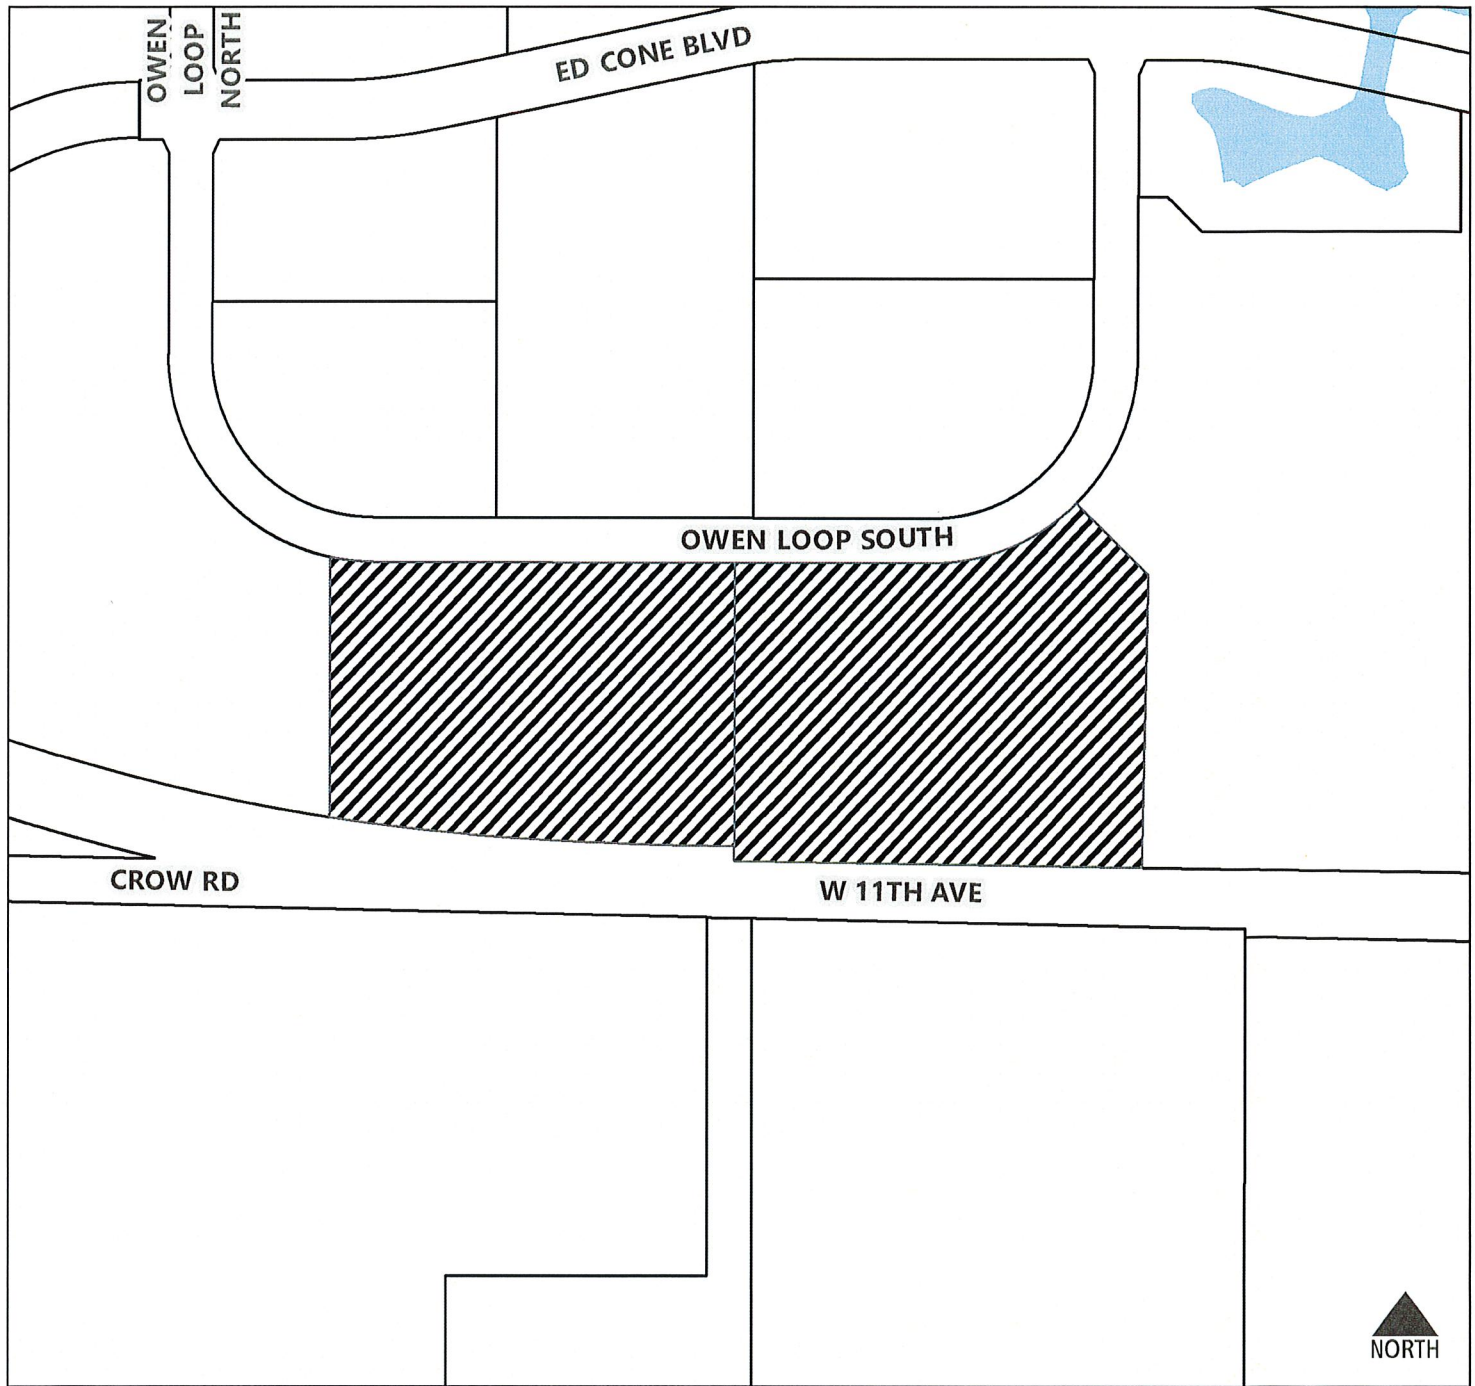 OWEN
LOOP
NORTH
ED CONE BLVD
OWEN LOOP SOUTH
CROW RD
W 11TH AVE
NORTH